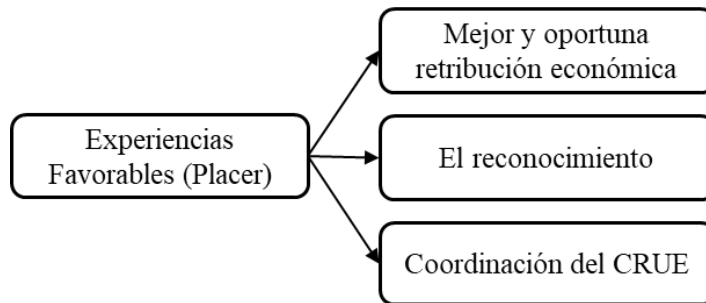 Mejor y oportuna
retribución económica
Experiencias
Favorables (Placer)
El reconocimiento
Coordinación del CRUE